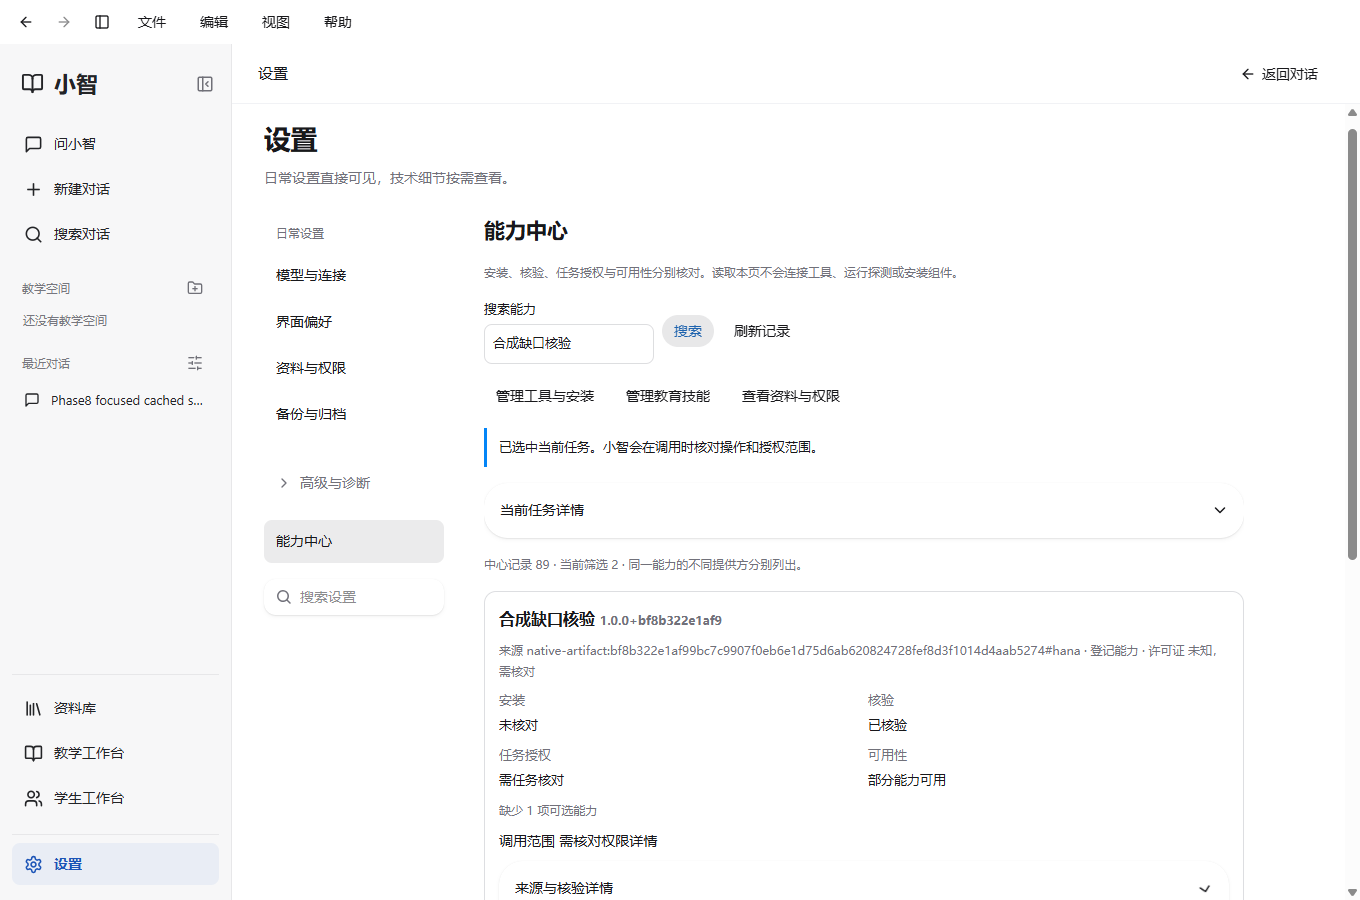 文件 编辑 视图 帮助
小智
问小智
新建对话
搜索对话
教学空间
还没有教学空间
最近对话
Phase8 focused cached s...
资料库
教学工作台
学生工作台
设置
设置
返回对话
设置
日常设置直接可见，技术细节按需查看。
日常设置
模型与连接
界面偏好
资料与权限
备份与归档
高级与诊断
能力中心
搜索设置
能力中心
安装、核验、任务授权与可用性分别核对。读取本页不会连接工具、运行探测或安装组件。
搜索能力
合成缺口核验 搜索 刷新记录
管理工具与安装 管理教育技能 查看资料与权限
已选中当前任务。小智会在调用时核对操作和授权范围。
当前任务详情
中心记录 89 · 当前筛选 2 · 同一能力的不同提供方分别列出。
合成缺口核验 1.0.0+bf8b322e1af9
来源 native-artifact:bf8b322e1af99bc7c9907f0eb6e1d75d6ab620824728fef8d3f1014d4aab5274#hana · 登记能力 · 许可证 未知，
需核对
安装 核验
未核对 已核验
任务授权 可用性
需任务核对 部分能力可用
缺少 1 项可选能力
调用范围 需核对权限详情
来源与核验详情